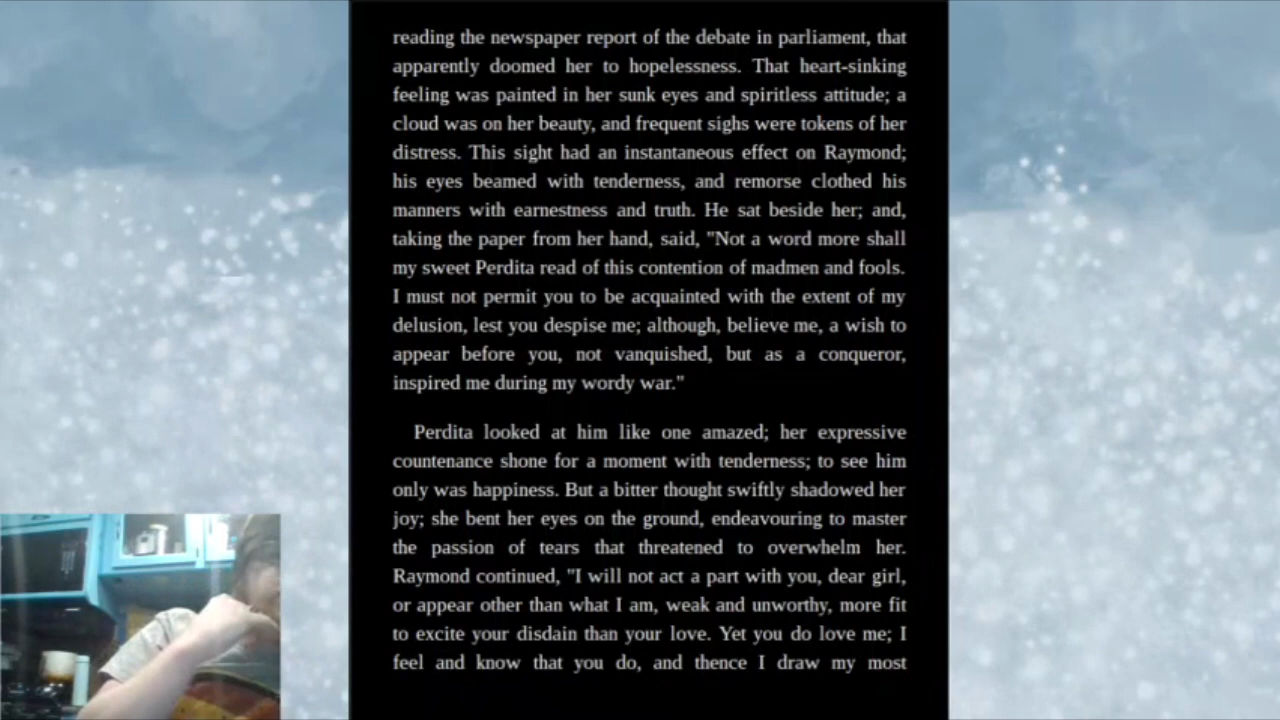 reading the newspaper report of the debate in parliament, that
apparently doomed her to hopelessness. That heart-sinking
feeling was painted in her sunk eyes and spiritless attitude; a
cloud was on her beauty, and frequent sighs were tokens of her
distress. This sight had an instantaneous effect on Raymond;
his eyes beamed with tenderness, and remorse clothed his
manners with earnestness and truth. He sat beside her; and,
taking the paper from her hand, said, "Not a word more shall
my sweet Perdita read of this contention of madmen and fools.
I must not permit you to be acquainted with the extent of my
delusion, lest you despise me; although, believe me, a wish to
appear before you, not vanquished, but as a conqueror,
inspired me during my wordy war."
Perdita looked at him like one amazed; her expressive
countenance shone for a moment with tenderness; to see him
only was happiness. But a bitter thought swiftly shadowed her
joy; she bent her eyes on the ground, endeavouring to master
the passion of tears that threatened to overwhelm her.
Raymond continued, "I will not act a part with you, dear girl,
or appear other than what I am, weak and unworthy, more fit
to excite your disdain than your love. Yet you do love me; I
feel and know that you do, and thence I draw my most